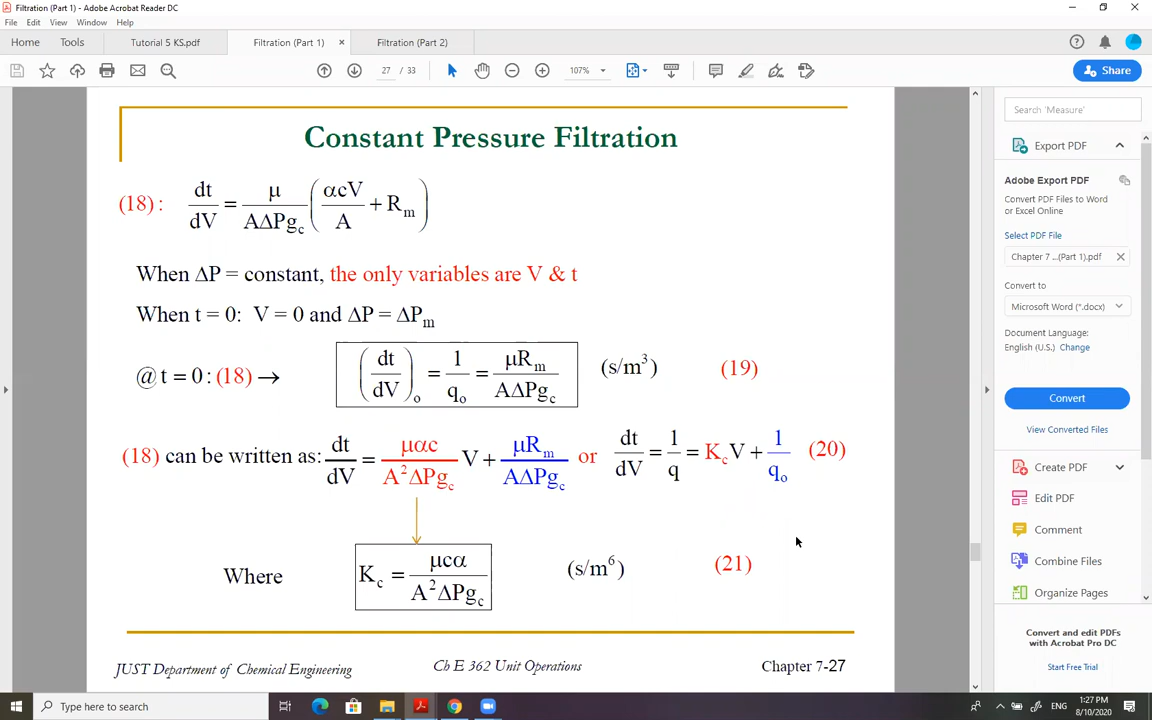 Filtration (Part 1) - Adobe Acrobat Reader DC
File Edit View Window Help
Home Tools Tutorial 5 KS.pdf Filtration (Part 1) × Filtration (Part 2)
27 / 33 107% Share
Constant Pressure Filtration
(18) : dt/dV = μ/(AΔPg_c) (αcV/A + R_m)
When ΔP = constant, the only variables are V & t
When t = 0: V = 0 and ΔP = ΔP_m
@ t = 0 : (18) → (dt/dV)_o = 1/q_o = μR_m/(AΔPg_c) (s/m³) (19)
(18) can be written as: dt/dV = μαc/(A²ΔPg_c) V + μR_m/(AΔPg_c) or dt/dV = 1/q = K_c V + 1/q_o (20)
Where K_c = μcα/(A²ΔPg_c) (s/m⁶) (21)
JUST Department of Chemical Engineering Ch E 362 Unit Operations Chapter 7-27
Search 'Measure'
Export PDF
Adobe Export PDF
Convert PDF Files to Word
or Excel Online
Select PDF File
Chapter 7 ...(Part 1).pdf ×
Convert to
Microsoft Word (*.docx)
Document Language:
English (U.S.) Change
Convert
View Converted Files
Create PDF
Edit PDF
Comment
Combine Files
Organize Pages
Convert and edit PDFs
with Acrobat Pro DC
Start Free Trial
Type here to search
ENG
1:27 PM
8/10/2020